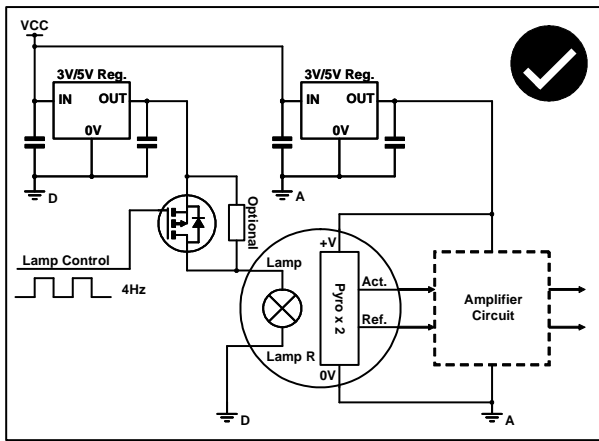 VCC
3V/5V Reg.
IN OUT
0V
D
3V/5V Reg.
IN OUT
0V
A
Optional
Lamp Control
4Hz
Lamp
Lamp R
D
+V
Pyro x 2
0V
Act.
Ref.
Amplifier
Circuit
A